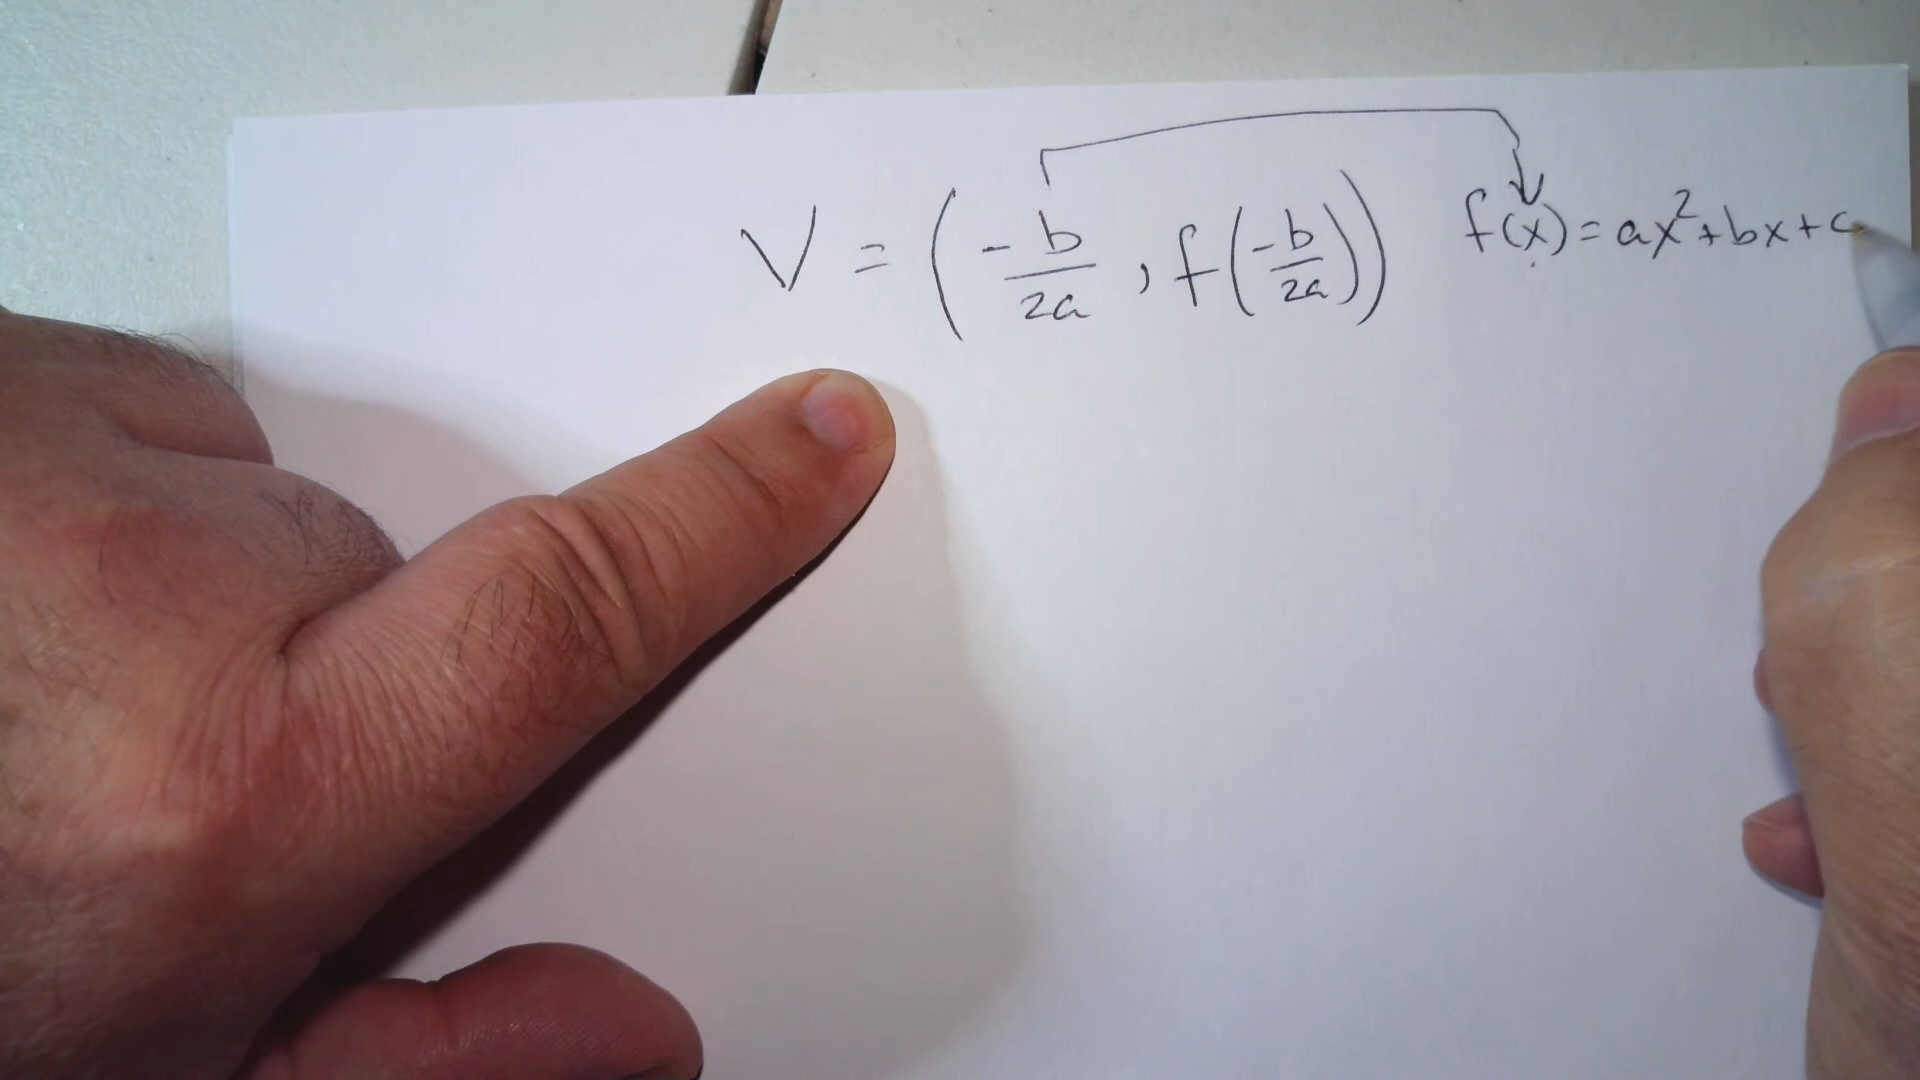 V = (-b/2a , f(-b/2a)) f(x) = ax²+bx+c